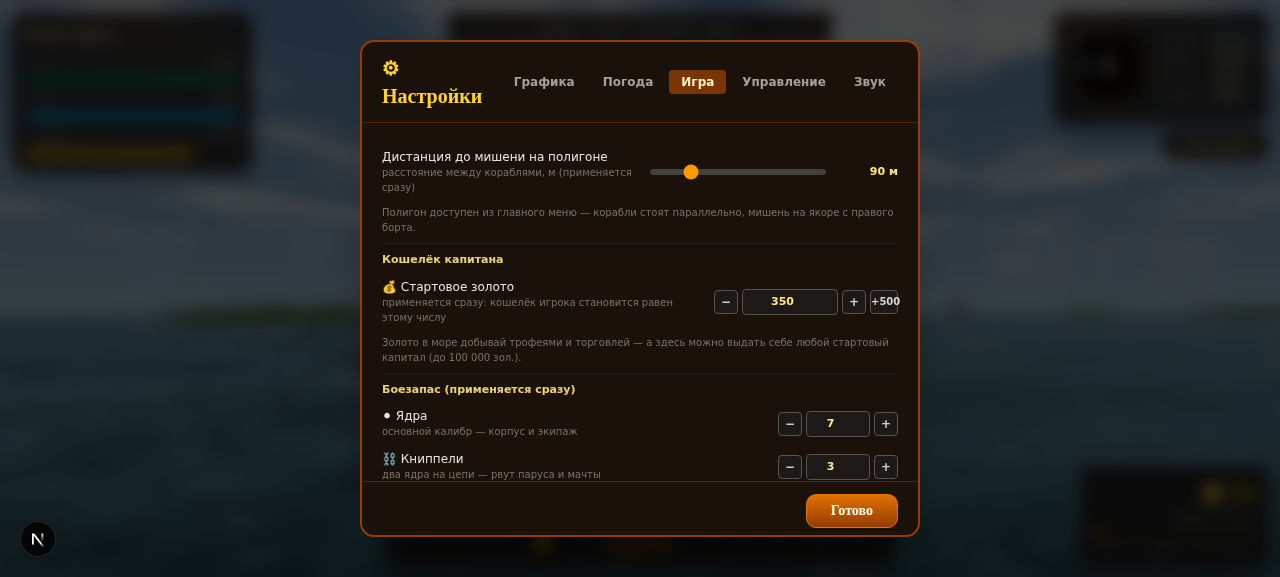 ⚙
Настройки
Графика Погода Игра Управление Звук
Дистанция до мишени на полигоне
расстояние между кораблями, м (применяется
сразу)
90 м
Полигон доступен из главного меню — корабли стоят параллельно, мишень на якоре с правого
борта.
Кошелёк капитана
💰 Стартовое золото
применяется сразу: кошелёк игрока становится равен
этому числу
− 350 + +500
Золото в море добывай трофеями и торговлей — а здесь можно выдать себе любой стартовый
капитал (до 100 000 зол.).
Боезапас (применяется сразу)
⚫ Ядра
основной калибр — корпус и экипаж
− 7 +
⛓️ Книппели
два ядра на цепи — рвут паруса и мачты
− 3 +
Готово
N